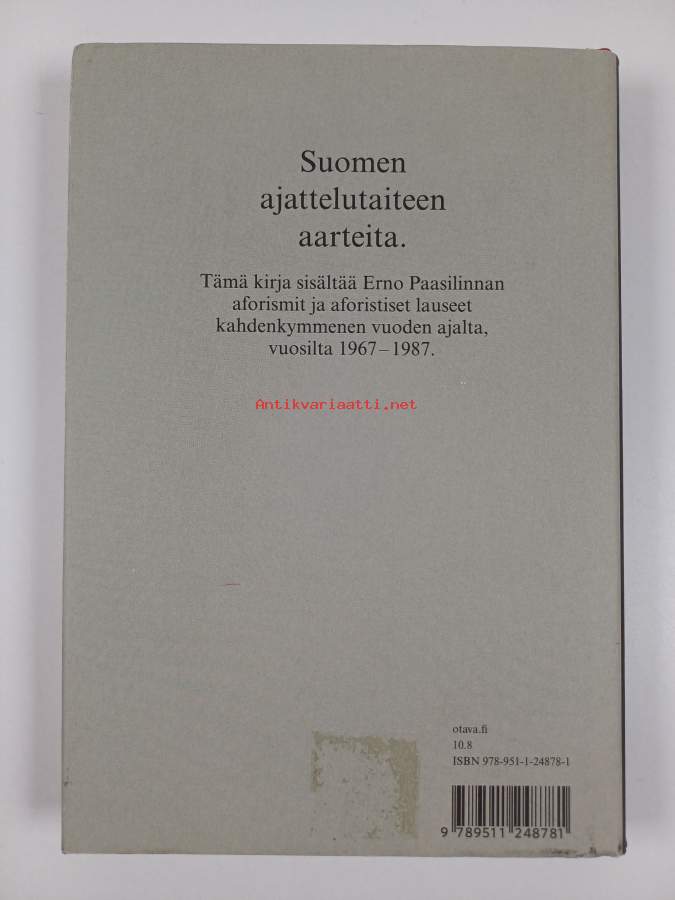 Suomen
ajattelutaiteen
aarteita.
Tämä kirja sisältää Erno Paasilinnan
aforismit ja aforistiset lauseet
kahdenkymmenen vuoden ajalta,
vuosilta 1967–1987.
Antikvariaatti.net
otava.fi
10.8
ISBN 978-951-1-24878-1
9 789511 248781